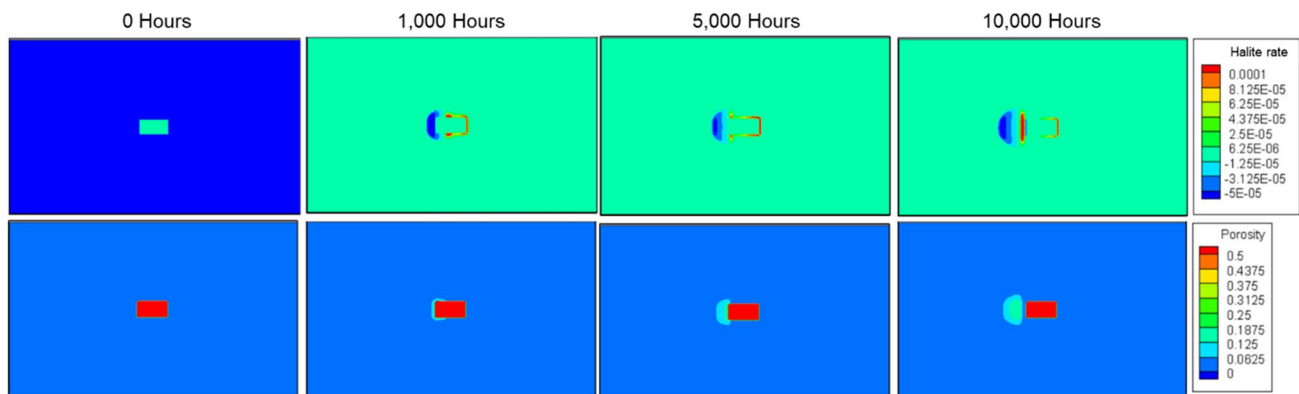 0 Hours 1,000 Hours 5,000 Hours 10,000 Hours
Halite rate
0.0001
8.125E-05
6.25E-05
4.375E-05
2.5E-05
6.25E-06
-1.25E-05
-3.125E-05
-5E-05
Porosity
0.5
0.4375
0.375
0.3125
0.25
0.1875
0.125
0.0625
0